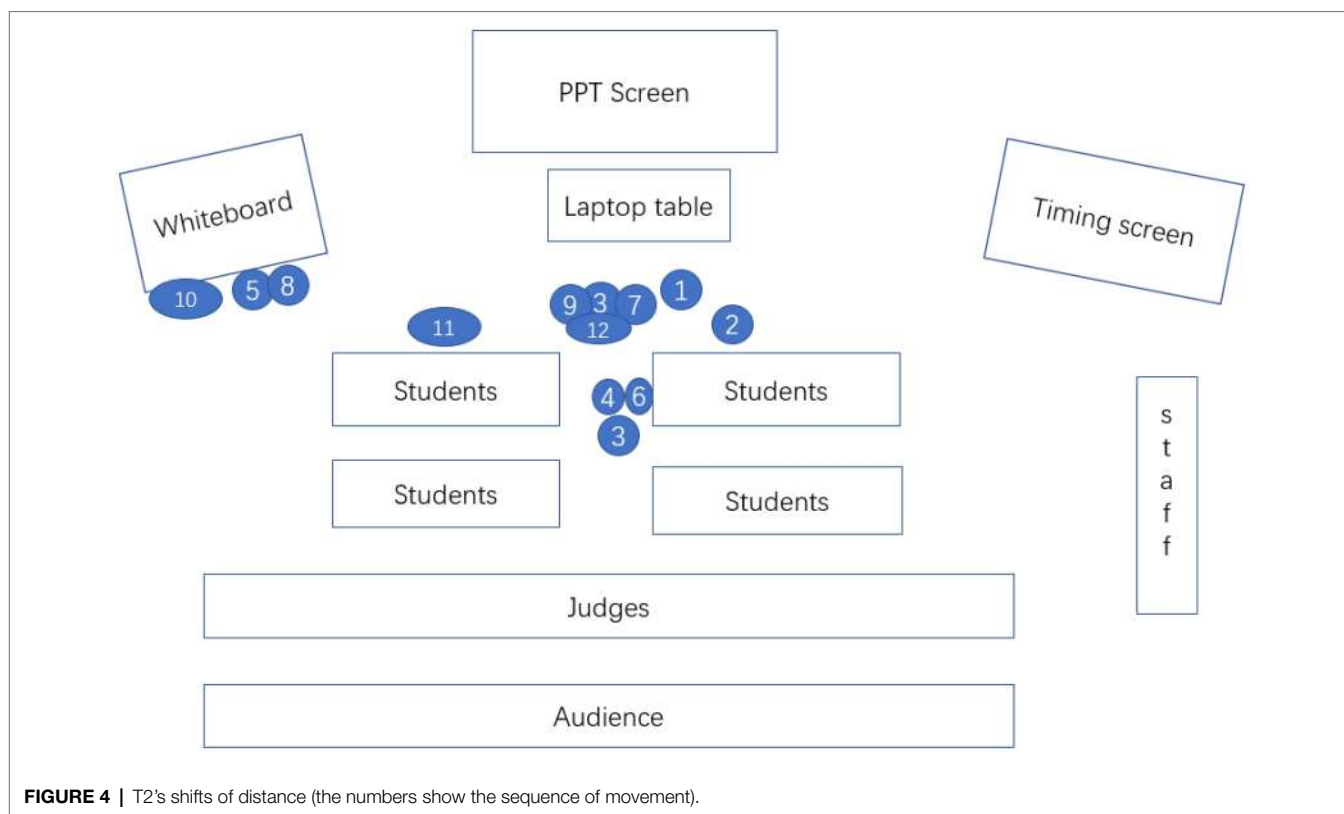 PPT Screen
Laptop table
Whiteboard
Timing screen
10
5
8
9
3
7
1
12
2
11
Students
Students
4
6
3
Students
Students
s
t
a
f
f
Judges
Audience
FIGURE 4 | T2's shifts of distance (the numbers show the sequence of movement).